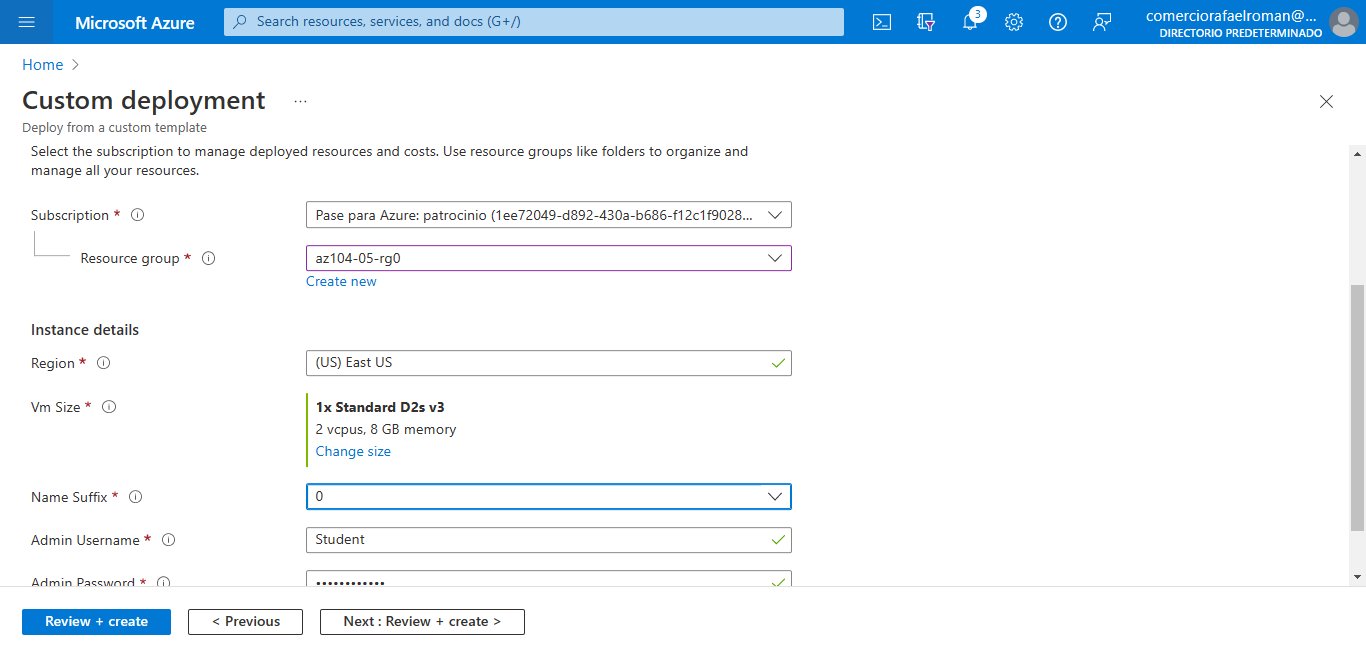 Microsoft Azure
Search resources, services, and docs (G+/)
3
comerciorafaelroman@...
DIRECTORIO PREDETERMINADO
Home
Custom deployment
...
Deploy from a custom template
Select the subscription to manage deployed resources and costs. Use resource groups like folders to organize and
manage all your resources.
Subscription *
Pase para Azure: patrocinio (1ee72049-d892-430a-b686-f12c1f9028...
Resource group *
az104-05-rg0
Create new
Instance details
Region *
(US) East US
Vm Size *
1x Standard D2s v3
2 vcpus, 8 GB memory
Change size
Name Suffix *
0
Admin Username *
Student
Admin Password *
••••••••••••
Review + create
< Previous
Next : Review + create >